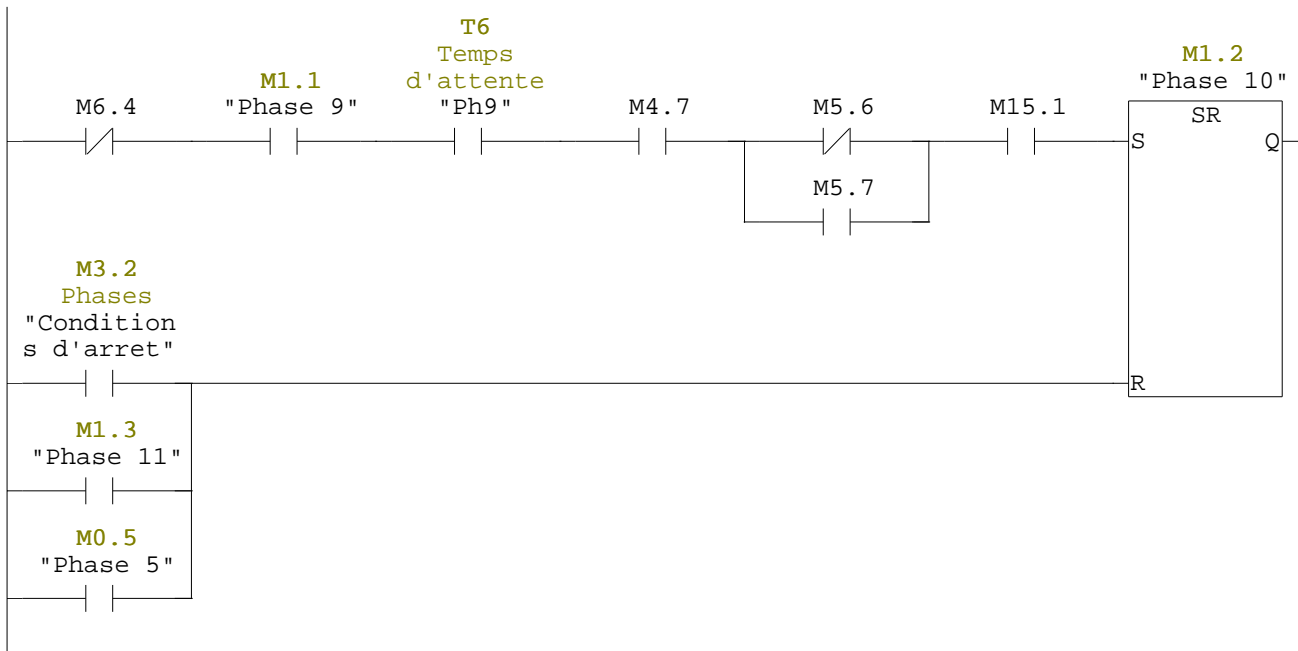 T6
Temps
d'attente
"Ph9"
M1.2
"Phase 10"
M6.4
M1.1
"Phase 9"
M4.7
M5.6
M15.1
SR
S
Q
M5.7
M3.2
Phases
"Condition
s d'arret"
R
M1.3
"Phase 11"
M0.5
"Phase 5"